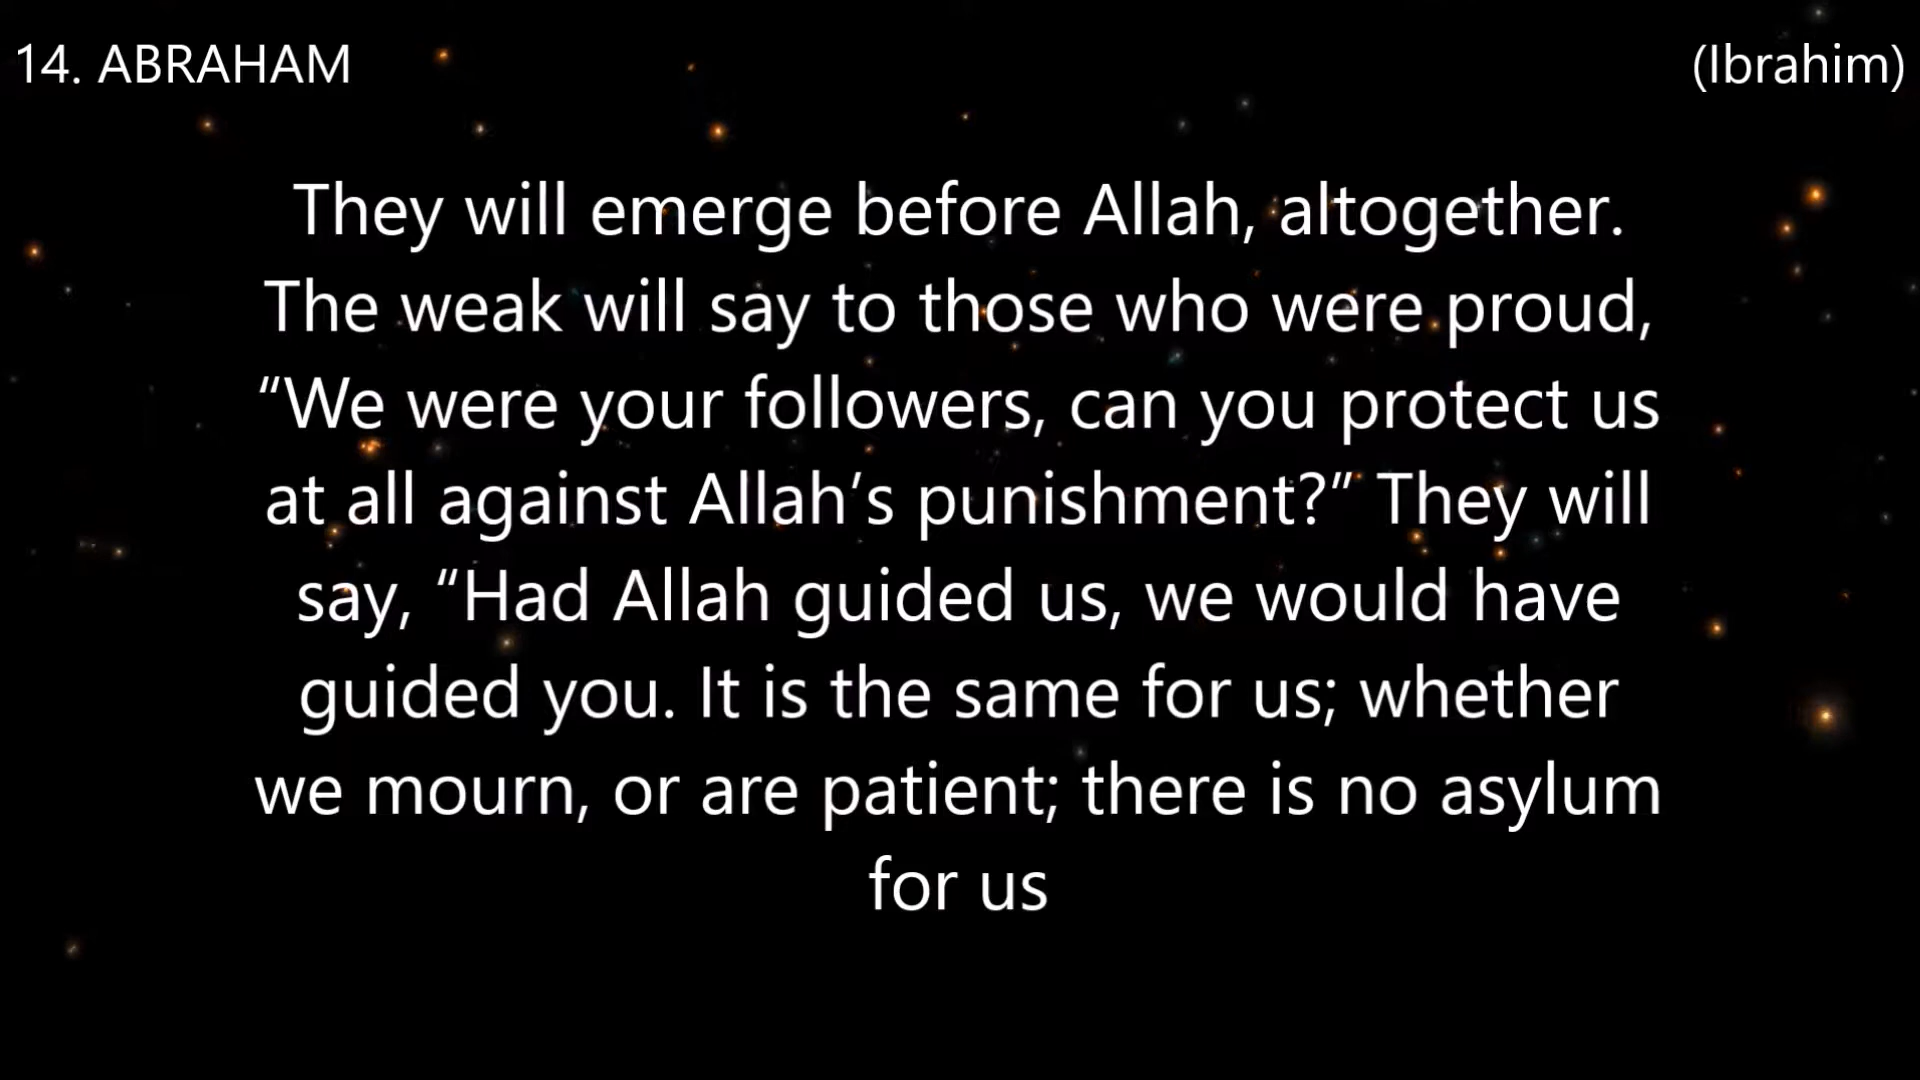 14. ABRAHAM
(Ibrahim)
They will emerge before Allah, altogether.
The weak will say to those who were proud,
“We were your followers, can you protect us
at all against Allah’s punishment?” They will
say, “Had Allah guided us, we would have
guided you. It is the same for us; whether
we mourn, or are patient; there is no asylum
for us